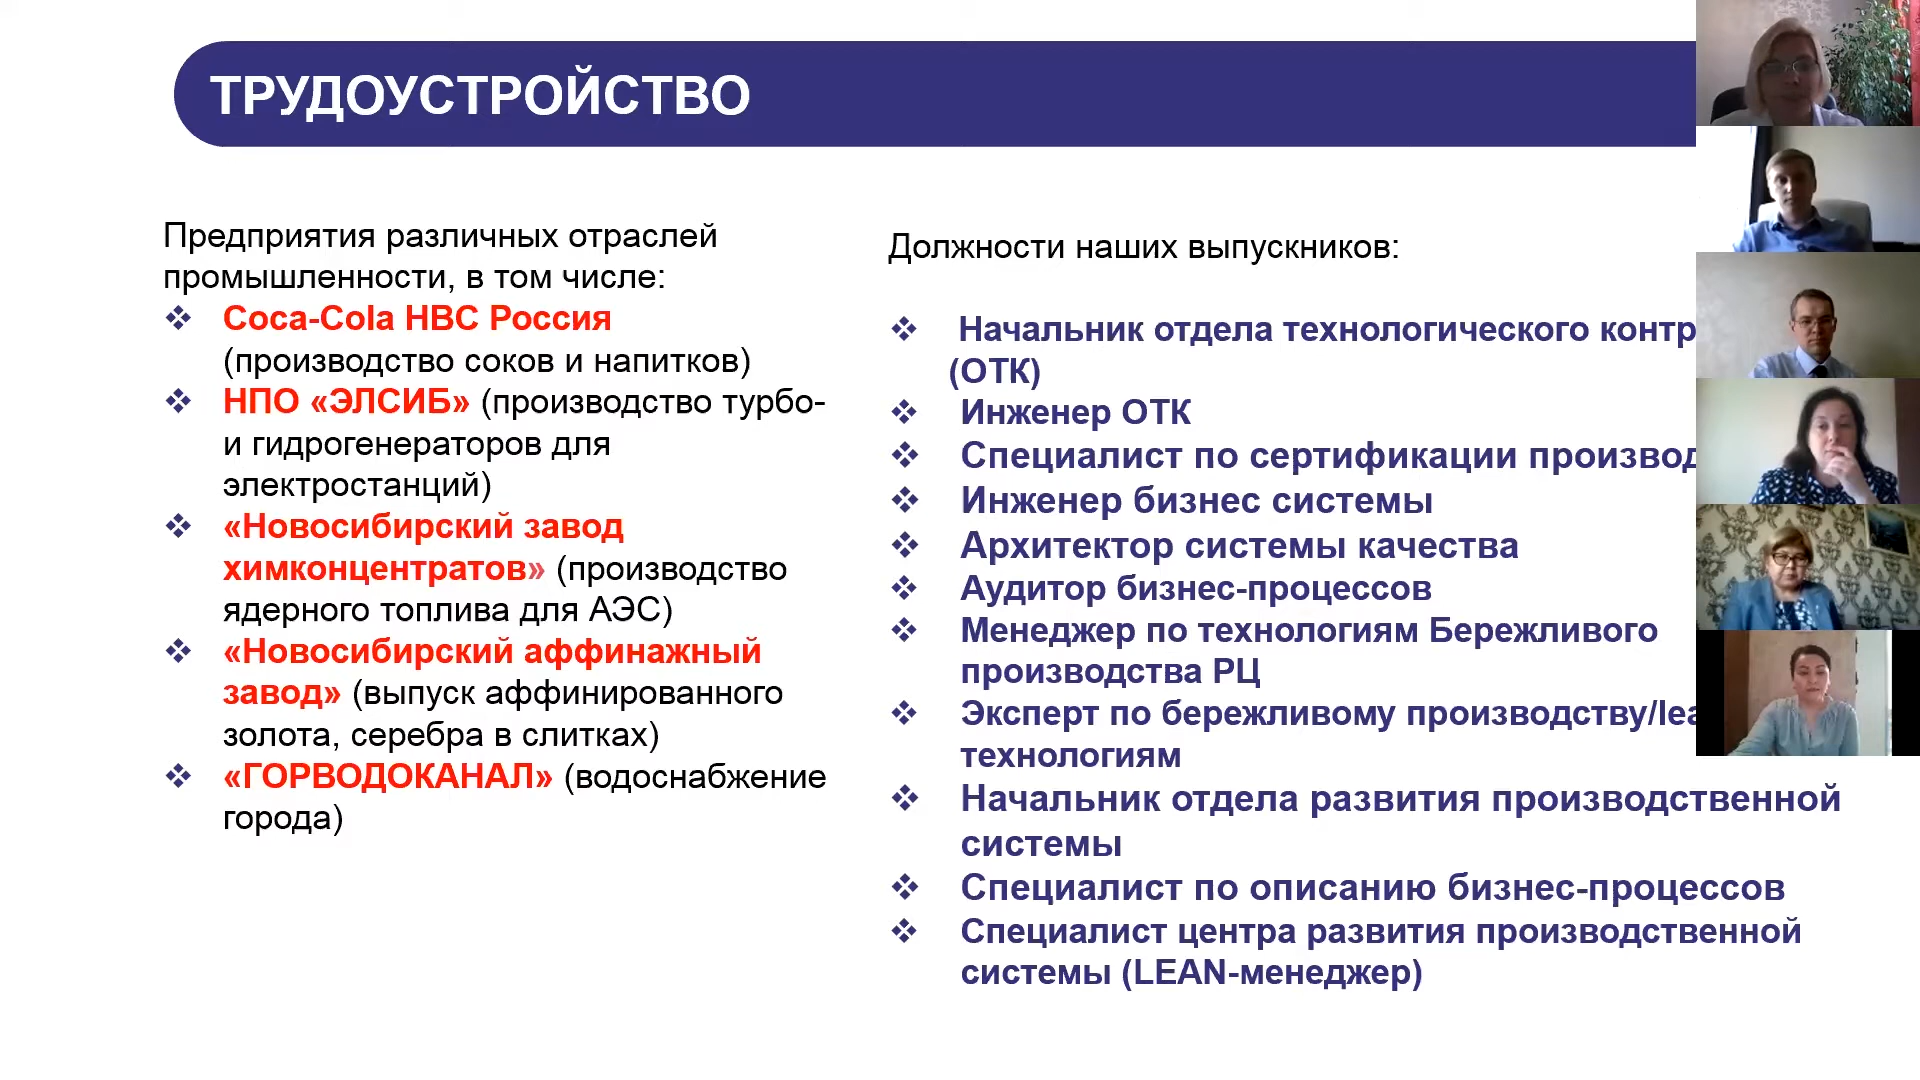 ТРУДОУСТРОЙСТВО
Предприятия различных отраслей
промышленности, в том числе:
❖ Coca-Cola HBC Россия
(производство соков и напитков)
❖ НПО «ЭЛСИБ» (производство турбо-
и гидрогенераторов для
электростанций)
❖ «Новосибирский завод
химконцентратов» (производство
ядерного топлива для АЭС)
❖ «Новосибирский аффинажный
завод» (выпуск аффинированного
золота, серебра в слитках)
❖ «ГОРВОДОКАНАЛ» (водоснабжение
города)
Должности наших выпускников:
❖ Начальник отдела технологического контр
(ОТК)
❖ Инженер ОТК
❖ Специалист по сертификации производ
❖ Инженер бизнес системы
❖ Архитектор системы качества
❖ Аудитор бизнес-процессов
❖ Менеджер по технологиям Бережливого
производства РЦ
❖ Эксперт по бережливому производству/lea
технологиям
❖ Начальник отдела развития производственной
системы
❖ Специалист по описанию бизнес-процессов
❖ Специалист центра развития производственной
системы (LEAN-менеджер)